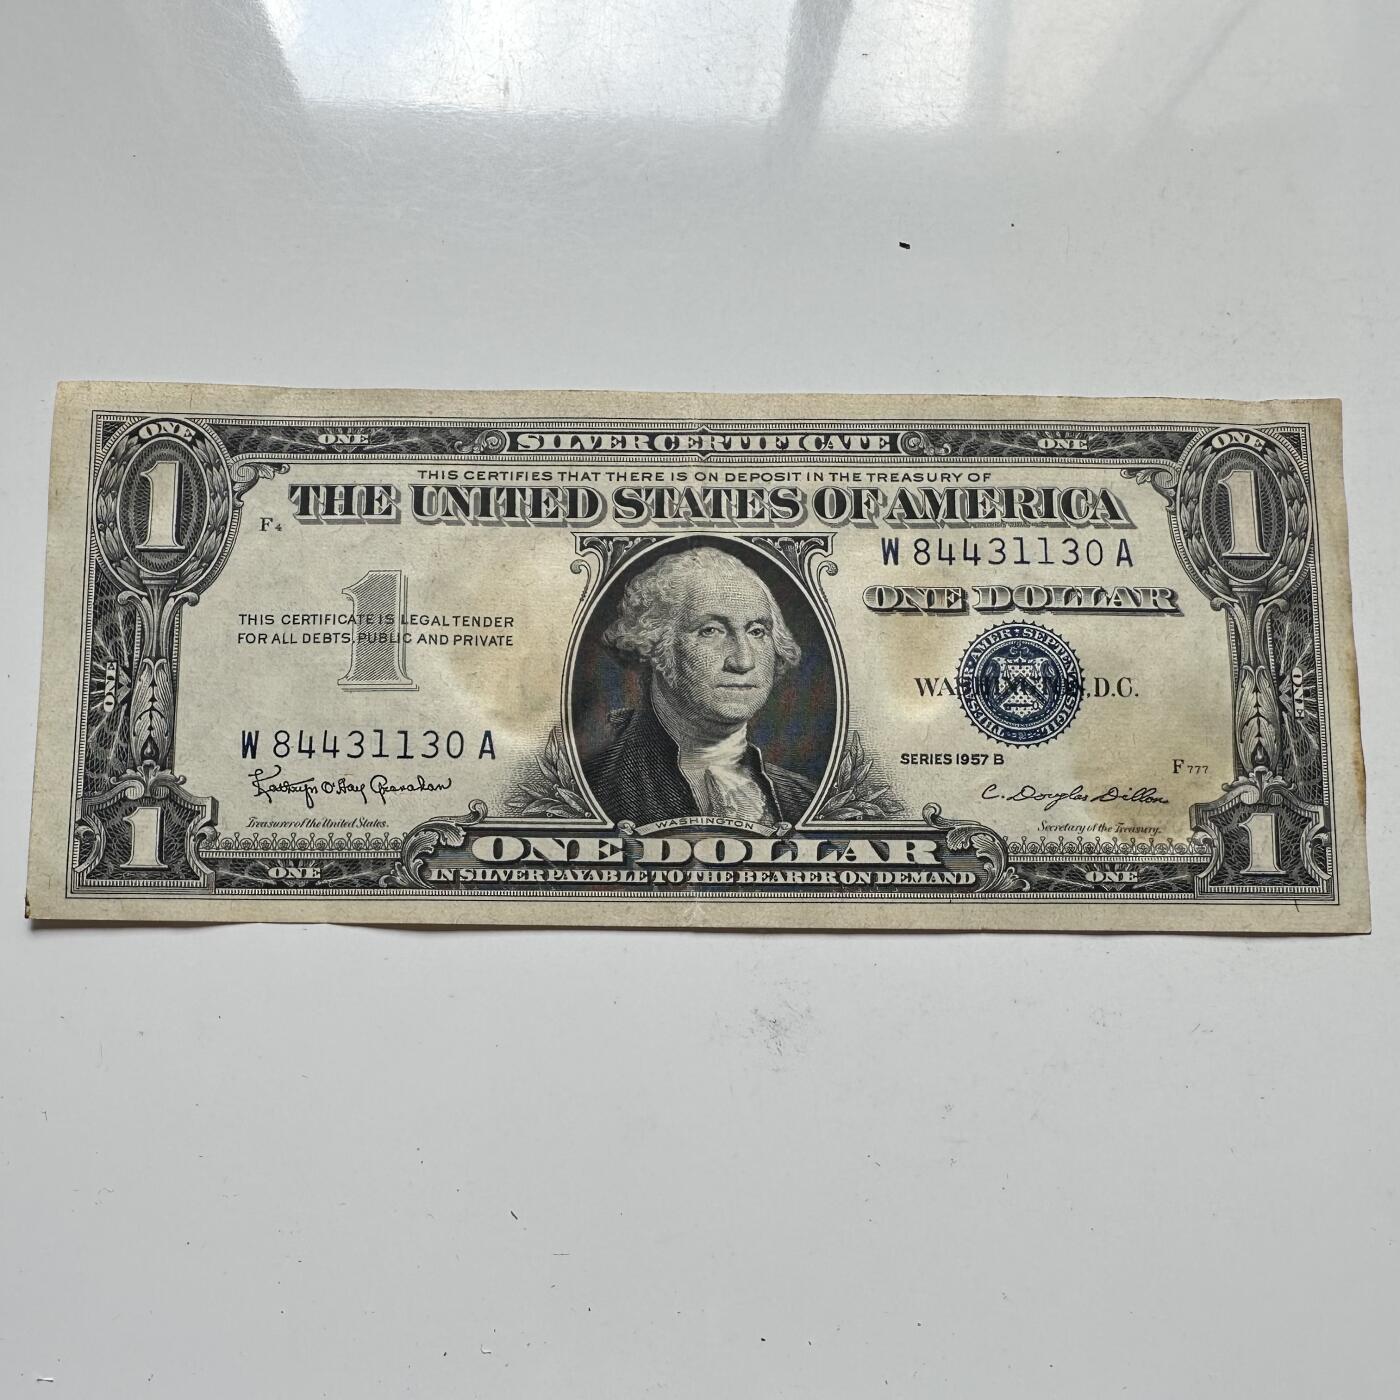 ONE
SILVER CERTIFICATE
ONE
ONE
ONE
1
1
THIS CERTIFIES THAT THERE IS ON DEPOSIT IN THE TREASURY OF
THE UNITED STATES OF AMERICA
F4
W 84431130 A
ONE DOLLAR
1
THIS CERTIFICATE IS LEGAL TENDER
FOR ALL DEBTS, PUBLIC AND PRIVATE
WASHINGTON, D.C.
ONE
ONE
W 84431130 A
SERIES 1957 B
F777
Kathryn O'Hay Granahan
C. Douglas Dillon
Treasurer of the United States.
Secretary of the Treasury.
WASHINGTON
1
1
ONE DOLLAR
ONE
IN SILVER PAYABLE TO THE BEARER ON DEMAND
ONE